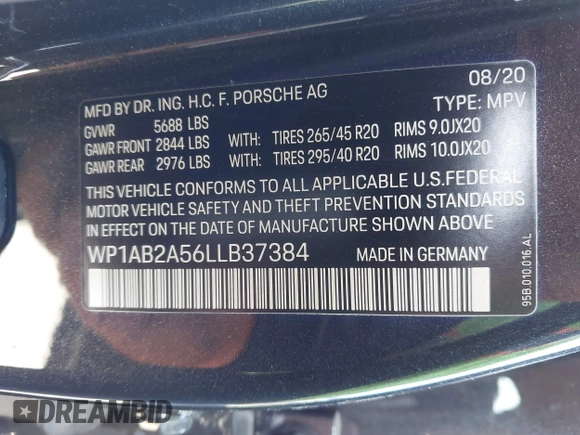 08/20
MFD BY DR. ING. H.C. F. PORSCHE AG TYPE: MPV
GVWR 5688 LBS
GAWR FRONT 2844 LBS WITH: TIRES 265/45 R20 RIMS 9.0JX20
GAWR REAR 2976 LBS WITH: TIRES 295/40 R20 RIMS 10.0JX20
THIS VEHICLE CONFORMS TO ALL APPLICABLE U.S.FEDERAL
MOTOR VEHICLE SAFETY AND THEFT PREVENTION STANDARDS
IN EFFECT ON THE DATE OF MANUFACTURE SHOWN ABOVE
WP1AB2A56LLB37384 MADE IN GERMANY
95B.010.016.AL
DREAMBID